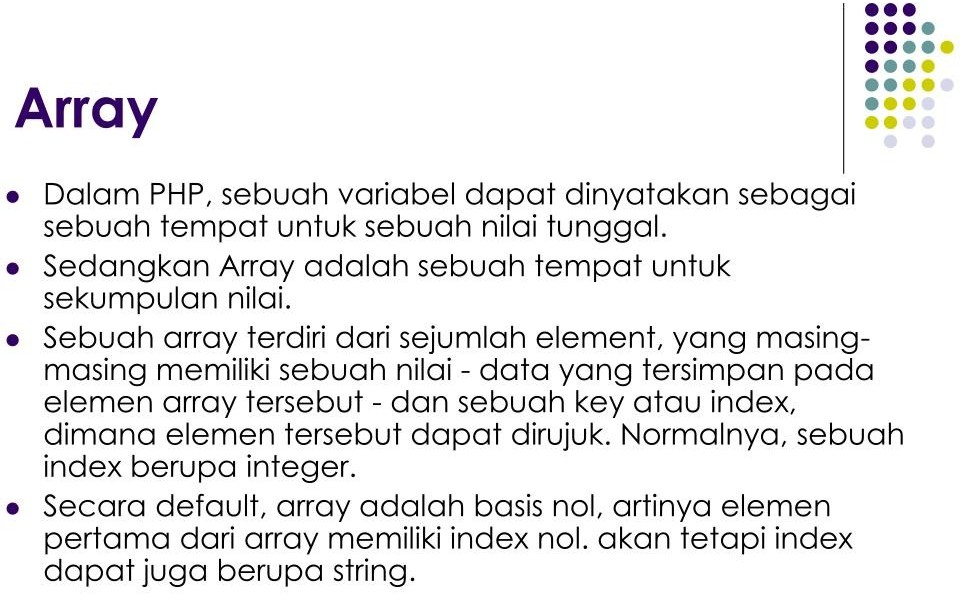 Array
Dalam PHP, sebuah variabel dapat dinyatakan sebagai
sebuah tempat untuk sebuah nilai tunggal.
Sedangkan Array adalah sebuah tempat untuk
sekumpulan nilai.
Sebuah array terdiri dari sejumlah element, yang masing-
masing memiliki sebuah nilai - data yang tersimpan pada
elemen array tersebut - dan sebuah key atau index,
dimana elemen tersebut dapat dirujuk. Normalnya, sebuah
index berupa integer.
Secara default, array adalah basis nol, artinya elemen
pertama dari array memiliki index nol. akan tetapi index
dapat juga berupa string.